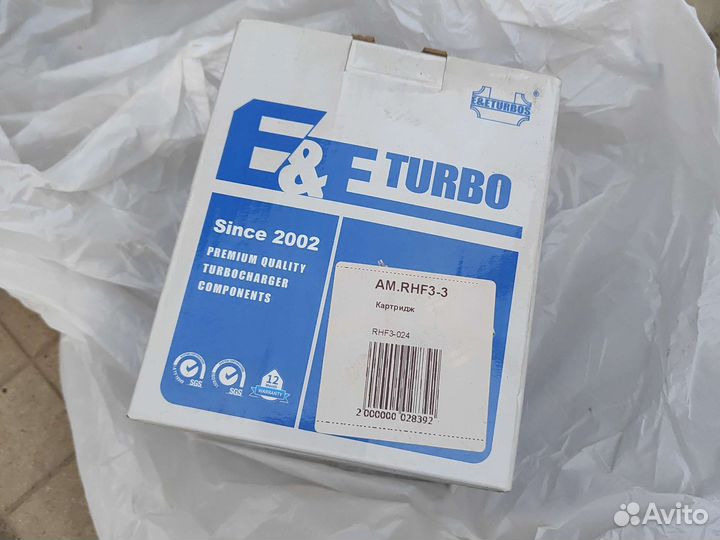 E&ETURBOS
®
E&E TURBO
Since 2002
PREMIUM QUALITY
TURBOCHARGER
COMPONENTS
SGS
SGS
12
WARRANTY
AM.RHF3-3
Картридж
RHF3-024
2 000000 028392
Avito